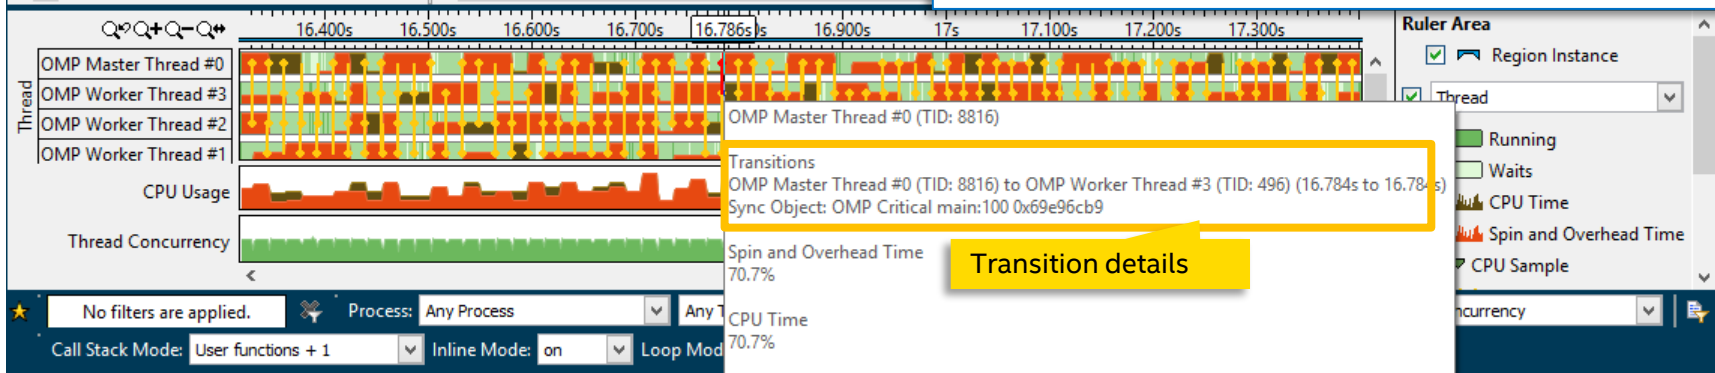 16.400s 16.500s 16.600s 16.700s 16.786s s 16.900s 17s 17.100s 17.200s 17.300s
Ruler Area
Region Instance
Thread
OMP Master Thread #0
OMP Worker Thread #3
OMP Worker Thread #2
OMP Worker Thread #1
CPU Usage
Thread Concurrency
OMP Master Thread #0 (TID: 8816)
Transitions
OMP Master Thread #0 (TID: 8816) to OMP Worker Thread #3 (TID: 496) (16.784s to 16.784s)
Sync Object: OMP Critical main:100 0x69e96cb9
Spin and Overhead Time
70.7%
CPU Time
70.7%
Transition details
Thread
Running
Waits
CPU Time
Spin and Overhead Time
CPU Sample
No filters are applied. Process: Any Process Any T
ncurrency
Call Stack Mode: User functions + 1 Inline Mode: on Loop Mod